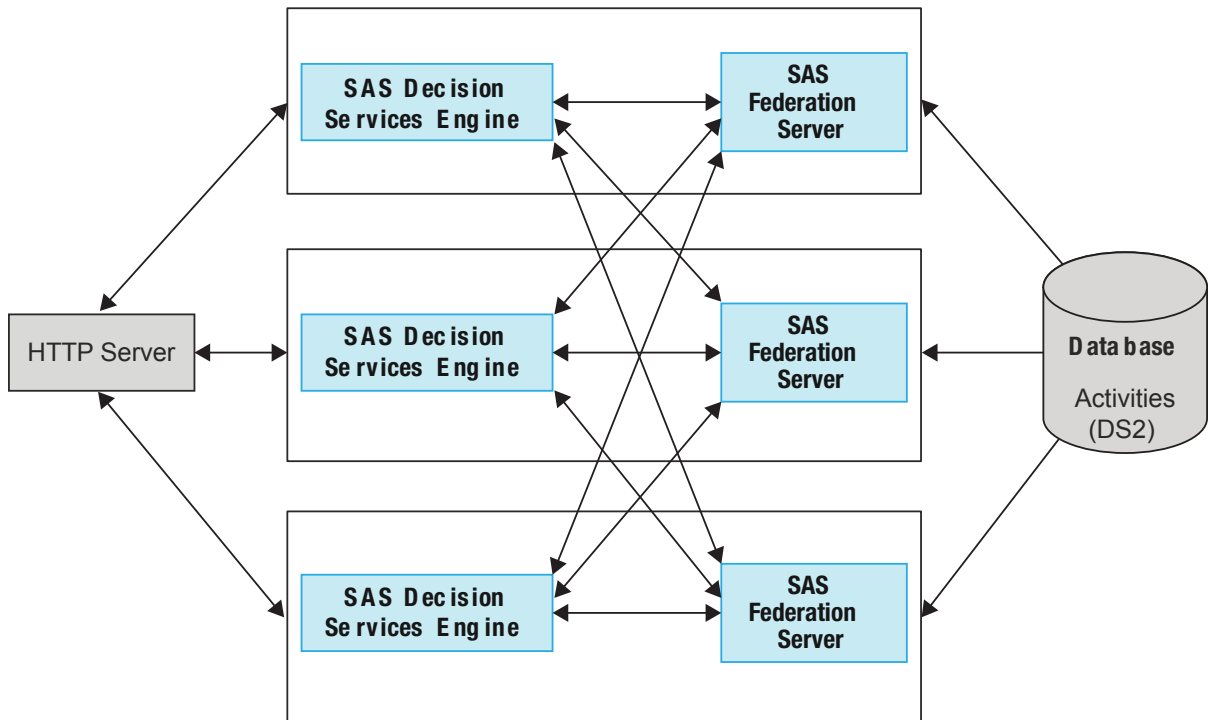 SAS Decision
Services Engine
SAS
Federation
Server
HTTP Server
SAS Decision
Services Engine
SAS
Federation
Server
Database
Activities
(DS2)
SAS Decision
Services Engine
SAS
Federation
Server